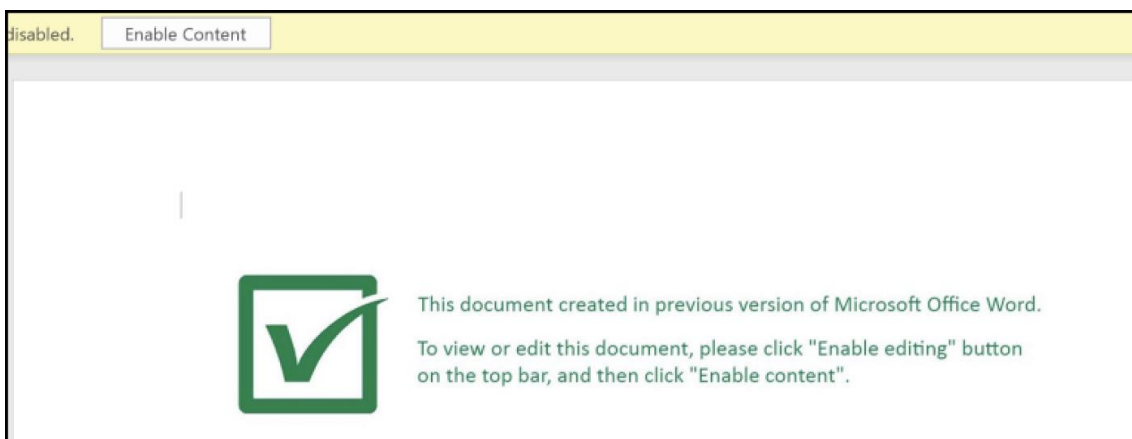 disabled. Enable Content
This document created in previous version of Microsoft Office Word.
To view or edit this document, please click "Enable editing" button
on the top bar, and then click "Enable content".